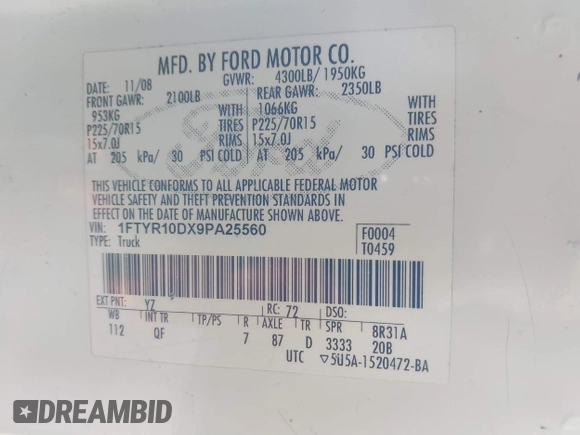 MFD. BY FORD MOTOR CO.
DATE: 11/08 GVWR: 4300LB/ 1950KG
FRONT GAWR: 2100LB REAR GAWR: 2350LB
953KG WITH 1066KG WITH
P225/70R15 TIRES P225/70R15 TIRES
15x7.0J RIMS 15x7.0J RIMS
AT 205 kPa/ 30 PSI COLD AT 205 kPa/ 30 PSI COLD
THIS VEHICLE CONFORMS TO ALL APPLICABLE FEDERAL MOTOR
VEHICLE SAFETY AND THEFT PREVENTION STANDARDS IN
EFFECT ON THE DATE OF MANUFACTURE SHOWN ABOVE.
VIN: 1FTYR10DX9PA25560 F0004
TYPE: Truck T0459
EXT PNT: YZ RC: 72 DSO:
WB INT TR TP/PS R AXLE TR SPR 8R31A
112 QF 7 87 D 3333 20B
UTC ▽5U5A-1520472-BA
Ford
DREAMBID